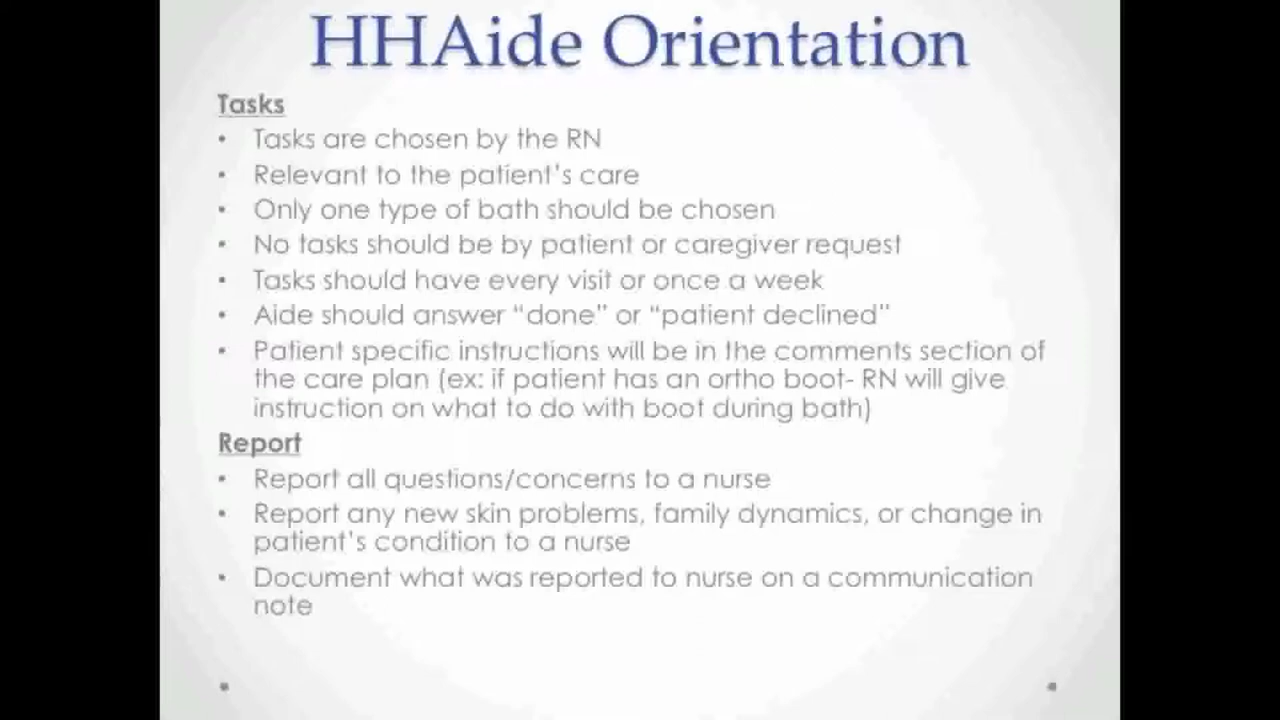 HHAide Orientation
Tasks
• Tasks are chosen by the RN
• Relevant to the patient's care
• Only one type of bath should be chosen
• No tasks should be by patient or caregiver request
• Tasks should have every visit or once a week
• Aide should answer “done” or “patient declined”
• Patient specific instructions will be in the comments section of
the care plan (ex: if patient has an ortho boot- RN will give
instruction on what to do with boot during bath)
Report
• Report all questions/concerns to a nurse
• Report any new skin problems, family dynamics, or change in
patient's condition to a nurse
• Document what was reported to nurse on a communication
note